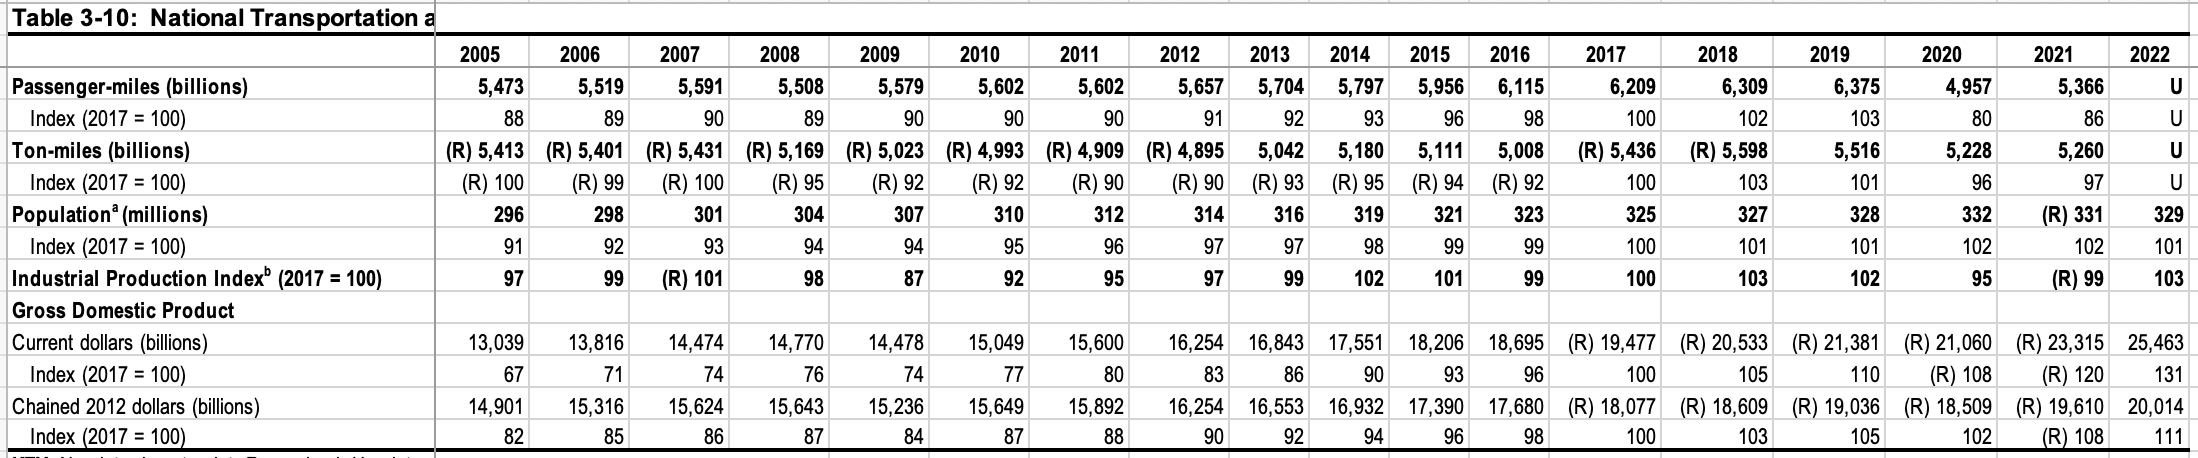 Table 3-10: National Transportation a
2005 2006 2007 2008 2009 2010 2011 2012 2013 2014 2015 2016 2017 2018 2019 2020 2021 2022
Passenger-miles (billions) 5,473 5,519 5,591 5,508 5,579 5,602 5,602 5,657 5,704 5,797 5,956 6,115 6,209 6,309 6,375 4,957 5,366 U
Index (2017 = 100) 88 89 90 89 90 90 90 91 92 93 96 98 100 102 103 80 86 U
Ton-miles (billions) (R) 5,413 (R) 5,401 (R) 5,431 (R) 5,169 (R) 5,023 (R) 4,993 (R) 4,909 (R) 4,895 5,042 5,180 5,111 5,008 (R) 5,436 (R) 5,598 5,516 5,228 5,260 U
Index (2017 = 100) (R) 100 (R) 99 (R) 100 (R) 95 (R) 92 (R) 92 (R) 90 (R) 90 (R) 93 (R) 95 (R) 94 (R) 92 100 103 101 96 97 U
Populationᵃ (millions) 296 298 301 304 307 310 312 314 316 319 321 323 325 327 328 332 (R) 331 329
Index (2017 = 100) 91 92 93 94 94 95 96 97 97 98 99 99 100 101 101 102 102 101
Industrial Production Indexᵇ (2017 = 100) 97 99 (R) 101 98 87 92 95 97 99 102 101 99 100 103 102 95 (R) 99 103
Gross Domestic Product
Current dollars (billions) 13,039 13,816 14,474 14,770 14,478 15,049 15,600 16,254 16,843 17,551 18,206 18,695 (R) 19,477 (R) 20,533 (R) 21,381 (R) 21,060 (R) 23,315 25,463
Index (2017 = 100) 67 71 74 76 74 77 80 83 86 90 93 96 100 105 110 (R) 108 (R) 120 131
Chained 2012 dollars (billions) 14,901 15,316 15,624 15,643 15,236 15,649 15,892 16,254 16,553 16,932 17,390 17,680 (R) 18,077 (R) 18,609 (R) 19,036 (R) 18,509 (R) 19,610 20,014
Index (2017 = 100) 82 85 86 87 84 87 88 90 92 94 96 98 100 103 105 102 (R) 108 111